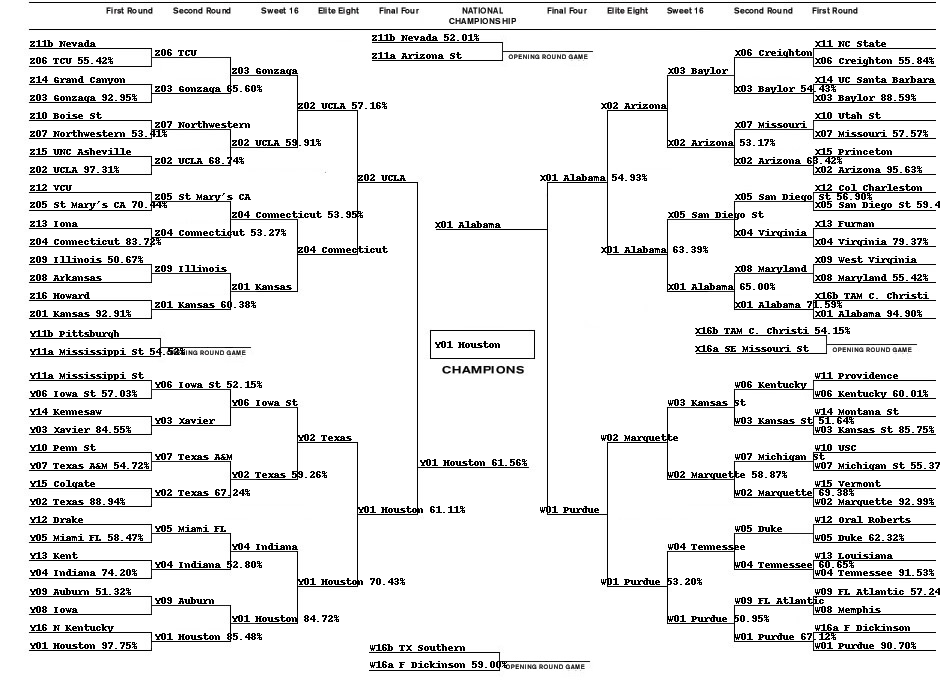 First Round Second Round Sweet 16 Elite Eight Final Four NATIONAL CHAMPIONSHIP Final Four Elite Eight Sweet 16 Second Round First Round
Z11b Nevada
Z06 TCU 55.42%
Z14 Grand Canyon
Z03 Gonzaga 92.95%
Z10 Boise St
Z07 Northwestern 53.41%
Z15 UNC Asheville
Z02 UCLA 97.31%
Z12 VCU
Z05 St Mary's CA 70.44%
Z13 Iona
Z04 Connecticut 83.72%
Z09 Illinois 50.67%
Z08 Arkansas
Z16 Howard
Z01 Kansas 92.91%
Z06 TCU
Z03 Gonzaga 65.60%
Z07 Northwestern
Z02 UCLA 68.74%
Z05 St Mary's CA
Z04 Connecticut 53.27%
Z09 Illinois
Z01 Kansas 60.38%
Z03 Gonzaga
Z02 UCLA 59.91%
Z04 Connecticut 53.95%
Z01 Kansas
Z02 UCLA 57.16%
Z04 Connecticut
Z02 UCLA
Z11b Nevada 52.01%
Z11a Arizona St
OPENING ROUND GAME
Y11b Pittsburgh
Y11a Mississippi St 54.52%
OPENING ROUND GAME
Y11a Mississippi St
Y06 Iowa St 57.03%
Y14 Kennesaw
Y03 Xavier 84.55%
Y10 Penn St
Y07 Texas A&M 54.72%
Y15 Colgate
Y02 Texas 88.94%
Y12 Drake
Y05 Miami FL 58.47%
Y13 Kent
Y04 Indiana 74.20%
Y09 Auburn 51.32%
Y08 Iowa
Y16 N Kentucky
Y01 Houston 97.75%
Y06 Iowa St 52.15%
Y03 Xavier
Y07 Texas A&M
Y02 Texas 67.24%
Y05 Miami FL
Y04 Indiana 52.80%
Y09 Auburn
Y01 Houston 85.48%
Y06 Iowa St
Y02 Texas 59.26%
Y04 Indiana
Y01 Houston 84.72%
Y02 Texas
Y01 Houston 70.43%
Y01 Houston 61.11%
X01 Alabama
Y01 Houston
CHAMPIONS
Y01 Houston 61.56%
W16b TX Southern
W16a F Dickinson 59.00%
OPENING ROUND GAME
X01 Alabama 54.93%
X02 Arizona
X01 Alabama 63.39%
X03 Baylor
X02 Arizona 53.17%
X05 San Diego St
X01 Alabama 65.00%
X06 Creighton
X03 Baylor 54.43%
X07 Missouri
X02 Arizona 63.42%
X05 San Diego St 56.90%
X04 Virginia
X08 Maryland
X01 Alabama 71.59%
X11 NC State
X06 Creighton 55.84%
X14 UC Santa Barbara
X03 Baylor 88.59%
X10 Utah St
X07 Missouri 57.57%
X15 Princeton
X02 Arizona 95.63%
X12 Col Charleston
X05 San Diego St 59.4
X13 Furman
X04 Virginia 79.37%
X09 West Virginia
X08 Maryland 55.42%
X16b TAM C. Christi
X01 Alabama 94.90%
X16b TAM C. Christi 54.15%
X16a SE Missouri St
OPENING ROUND GAME
W01 Purdue
W02 Marquette
W01 Purdue 53.20%
W03 Kansas St
W02 Marquette 58.87%
W04 Tennessee
W01 Purdue 50.95%
W06 Kentucky
W03 Kansas St 51.64%
W07 Michigan St
W02 Marquette 69.38%
W05 Duke
W04 Tennessee 60.65%
W09 FL Atlantic
W01 Purdue 67.12%
W11 Providence
W06 Kentucky 60.01%
W14 Montana St
W03 Kansas St 85.75%
W10 USC
W07 Michigan St 55.37
W15 Vermont
W02 Marquette 92.99%
W12 Oral Roberts
W05 Duke 62.32%
W13 Louisiana
W04 Tennessee 91.53%
W09 FL Atlantic 57.24
W08 Memphis
W16a F Dickinson
W01 Purdue 90.70%